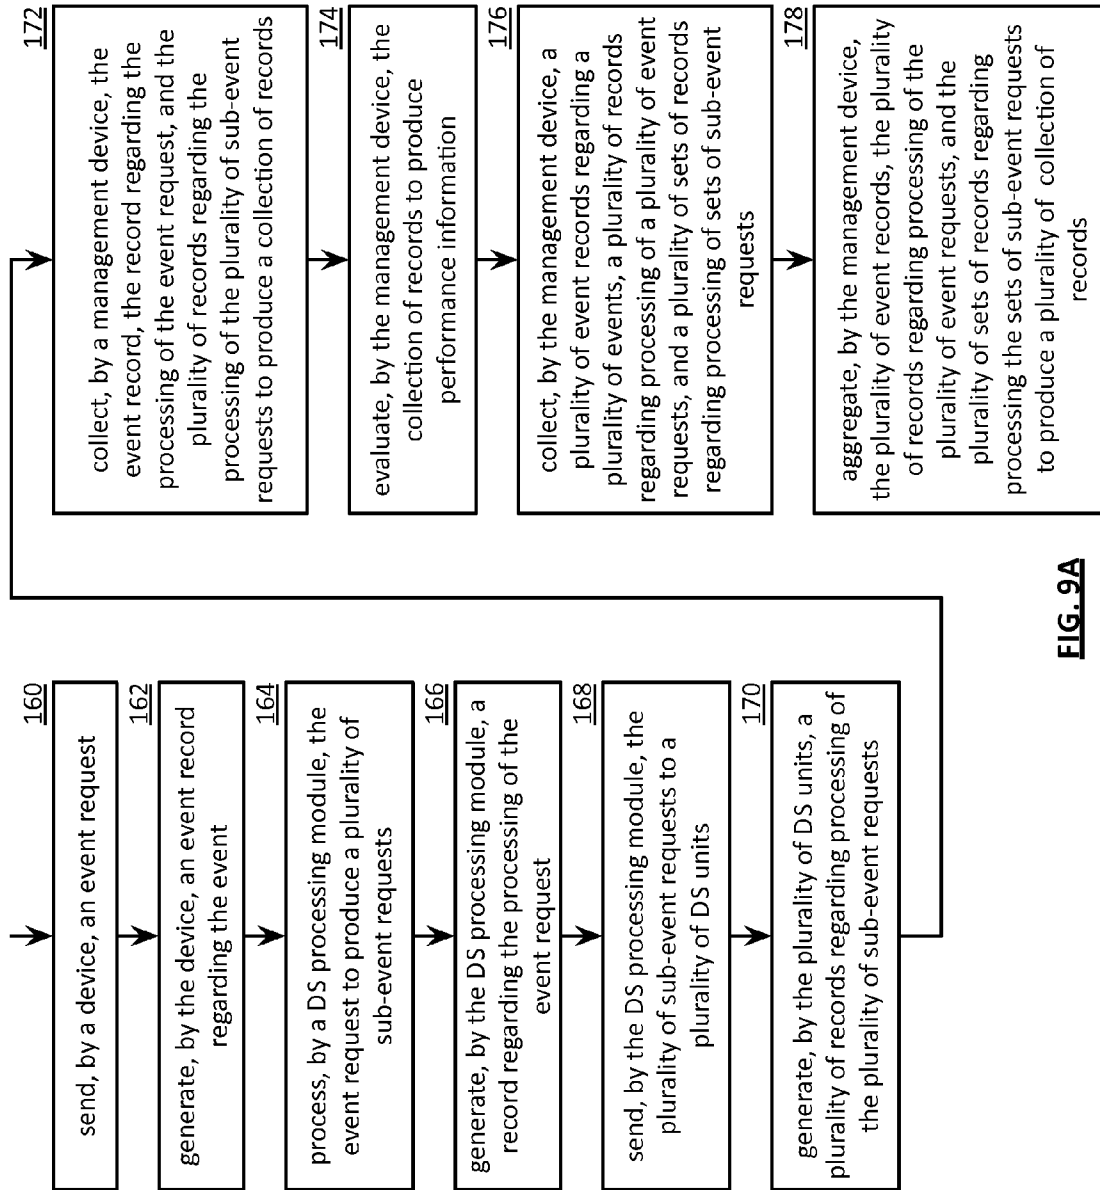 160
send, by a device, an event request
162
generate, by the device, an event record
regarding the event
164
process, by a DS processing module, the
event request to produce a plurality of
sub-event requests
166
generate, by the DS processing module, a
record regarding the processing of the
event request
168
send, by the DS processing module, the
plurality of sub-event requests to a
plurality of DS units
170
generate, by the plurality of DS units, a
plurality of records regarding processing of
the plurality of sub-event requests
172
collect, by a management device, the
event record, the record regarding the
processing of the event request, and the
plurality of records regarding the
processing of the plurality of sub-event
requests to produce a collection of records
174
evaluate, by the management device, the
collection of records to produce
performance information
176
collect, by the management device, a
plurality of event records regarding a
plurality of events, a plurality of records
regarding processing of a plurality of event
requests, and a plurality of sets of records
regarding processing of sets of sub-event
requests
178
aggregate, by the management device,
the plurality of event records, the plurality
of records regarding processing of the
plurality of event requests, and the
plurality of sets of records regarding
processing the sets of sub-event requests
to produce a plurality of collection of
records
FIG. 9A